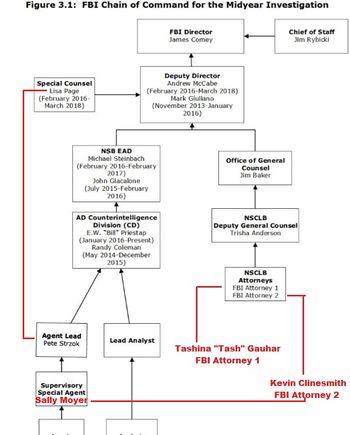 Figure 3.1: FBI Chain of Command for the Midyear Investigation
FBI Director
James Comey
Chief of Staff
Jim Rybicki
Special Counsel
Lisa Page
(February 2016-
March 2018)
Deputy Director
Andrew McCabe
(February 2016-March 2018)
Mark Giuliano
(November 2013-January
2016)
NSB EAD
Michael Steinbach
(February 2016-February
2017)
John Giacalone
(July 2015-February
2016)
Office of General
Counsel
Jim Baker
AD Counterintelligence
Division (CD)
E.W. "Bill" Priestap
(January 2016-Present)
Randy Coleman
(May 2014-December
2015)
NSCLB
Deputy General Counsel
Trisha Anderson
NSCLB
Attorneys
FBI Attorney 1
FBI Attorney 2
Agent Lead
Pete Strzok
Lead Analyst
Tashina "Tash" Gauhar
FBI Attorney 1
Supervisory
Special Agent
Sally Moyer
Kevin Clinesmith
FBI Attorney 2